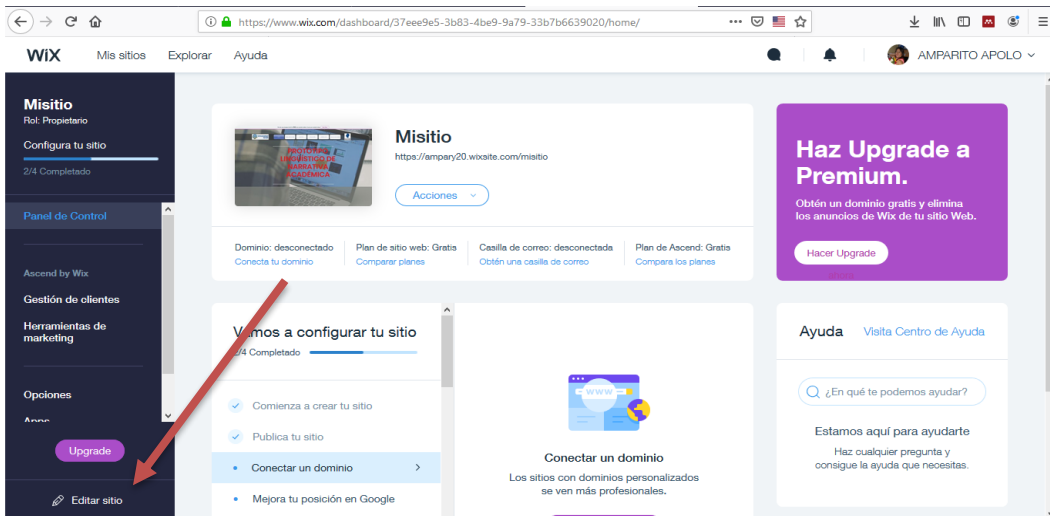 https://www.wix.com/dashboard/37eee9e5-3b83-4be9-9a79-33b7b6639020/home/
WiX
Mis sitios
Explorar
Ayuda
AMPARITO APOLO
Misitio
Rol: Propietario
Configura tu sitio
2/4 Completado
Panel de Control
Ascend by Wix
Gestión de clientes
Herramientas de
marketing
Opciones
Apps
Upgrade
Editar sitio
PROTOTIPO
LINGÜÍSTICO DE
NARRATIVA
ACADÉMICA
Misitio
https://ampary20.wixsite.com/misitio
Acciones
Dominio: desconectado
Conecta tu dominio
Plan de sitio web: Gratis
Comparar planes
Casilla de correo: desconectada
Obtén una casilla de correo
Plan de Ascend: Gratis
Compara los planes
Haz Upgrade a
Premium.
Obtén un dominio gratis y elimina
los anuncios de Wix de tu sitio Web.
Hacer Upgrade
ahora
Vamos a configurar tu sitio
2/4 Completado
Comienza a crear tu sitio
Publica tu sitio
Conectar un dominio
Mejora tu posición en Google
www
Conectar un dominio
Los sitios con dominios personalizados
se ven más profesionales.
Ayuda
Visita Centro de Ayuda
¿En qué te podemos ayudar?
Estamos aquí para ayudarte
Haz cualquier pregunta y
consigue la ayuda que necesitas.